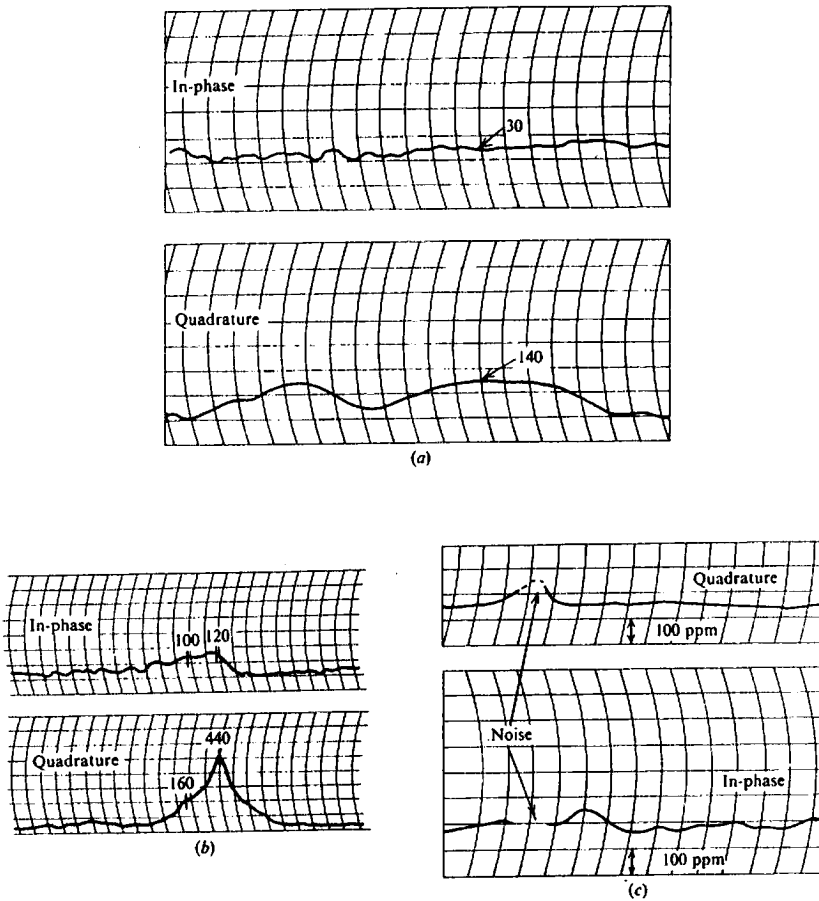 In-phase
30
Quadrature
140
(a)
In-phase
100 120
Quadrature
160
440
(b)
Quadrature
100 ppm
Noise
In-phase
100 ppm
(c)